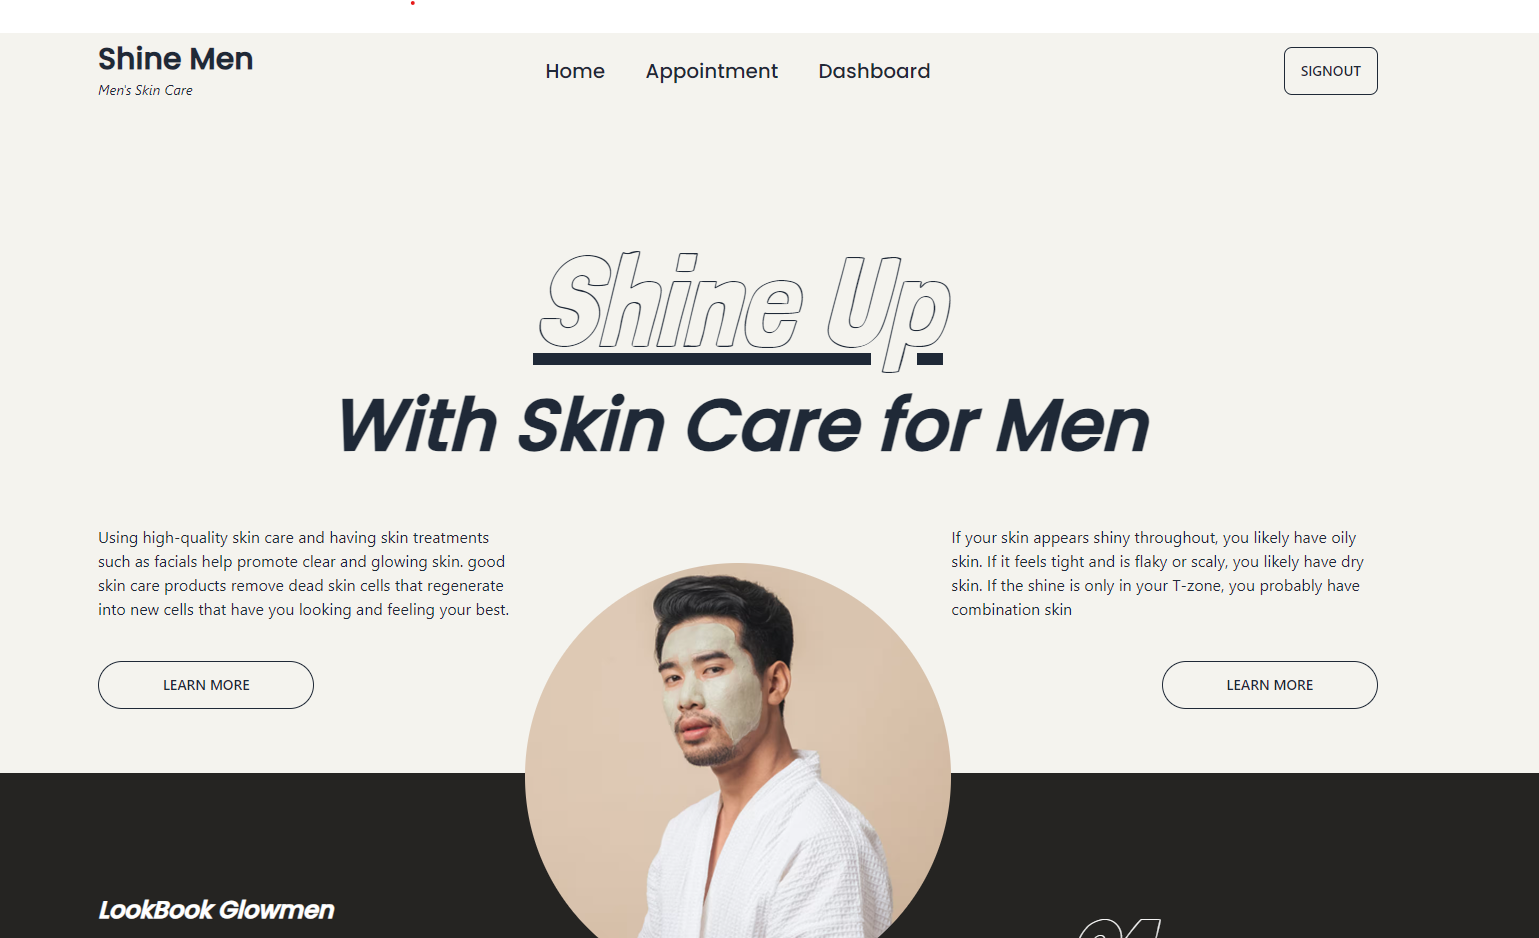 Shine Men
Men's Skin Care
Home Appointment Dashboard
SIGNOUT
Shine Up
With Skin Care for Men
Using high-quality skin care and having skin treatments
such as facials help promote clear and glowing skin. good
skin care products remove dead skin cells that regenerate
into new cells that have you looking and feeling your best.
LEARN MORE
If your skin appears shiny throughout, you likely have oily
skin. If it feels tight and is flaky or scaly, you likely have dry
skin. If the shine is only in your T-zone, you probably have
combination skin
LEARN MORE
LookBook Glowmen